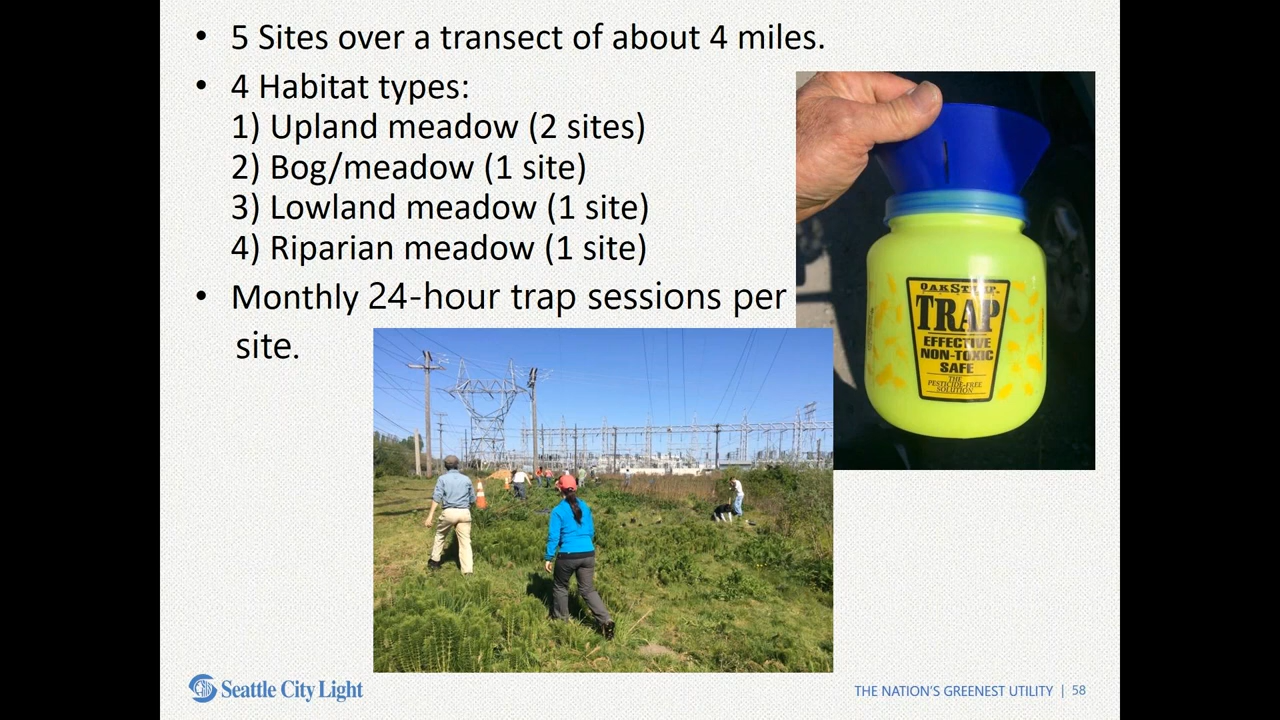 • 5 Sites over a transect of about 4 miles.
• 4 Habitat types:
1) Upland meadow (2 sites)
2) Bog/meadow (1 site)
3) Lowland meadow (1 site)
4) Riparian meadow (1 site)
• Monthly 24-hour trap sessions per
site.
TRAP
EFFECTIVE
NON-TOXIC
SAFE
THE
PESTICIDE-FREE
SOLUTION
Seattle City Light
THE NATION'S GREENEST UTILITY | 58